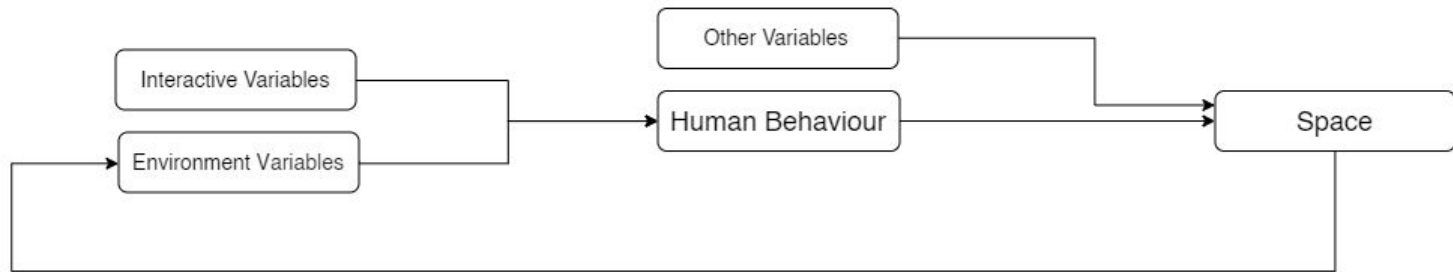 Other Variables
Interactive Variables
Human Behaviour
Space
Environment Variables